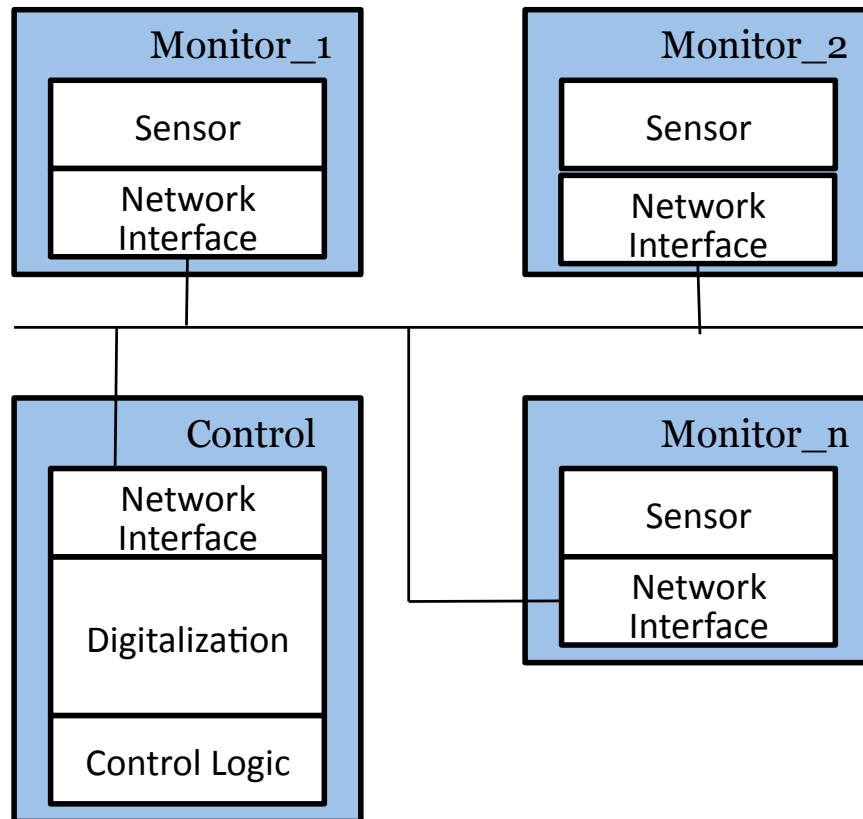 Monitor_1
Sensor
Network
Interface
Monitor_2
Sensor
Network
Interface
Control
Network
Interface
Digitalization
Control Logic
Monitor_n
Sensor
Network
Interface